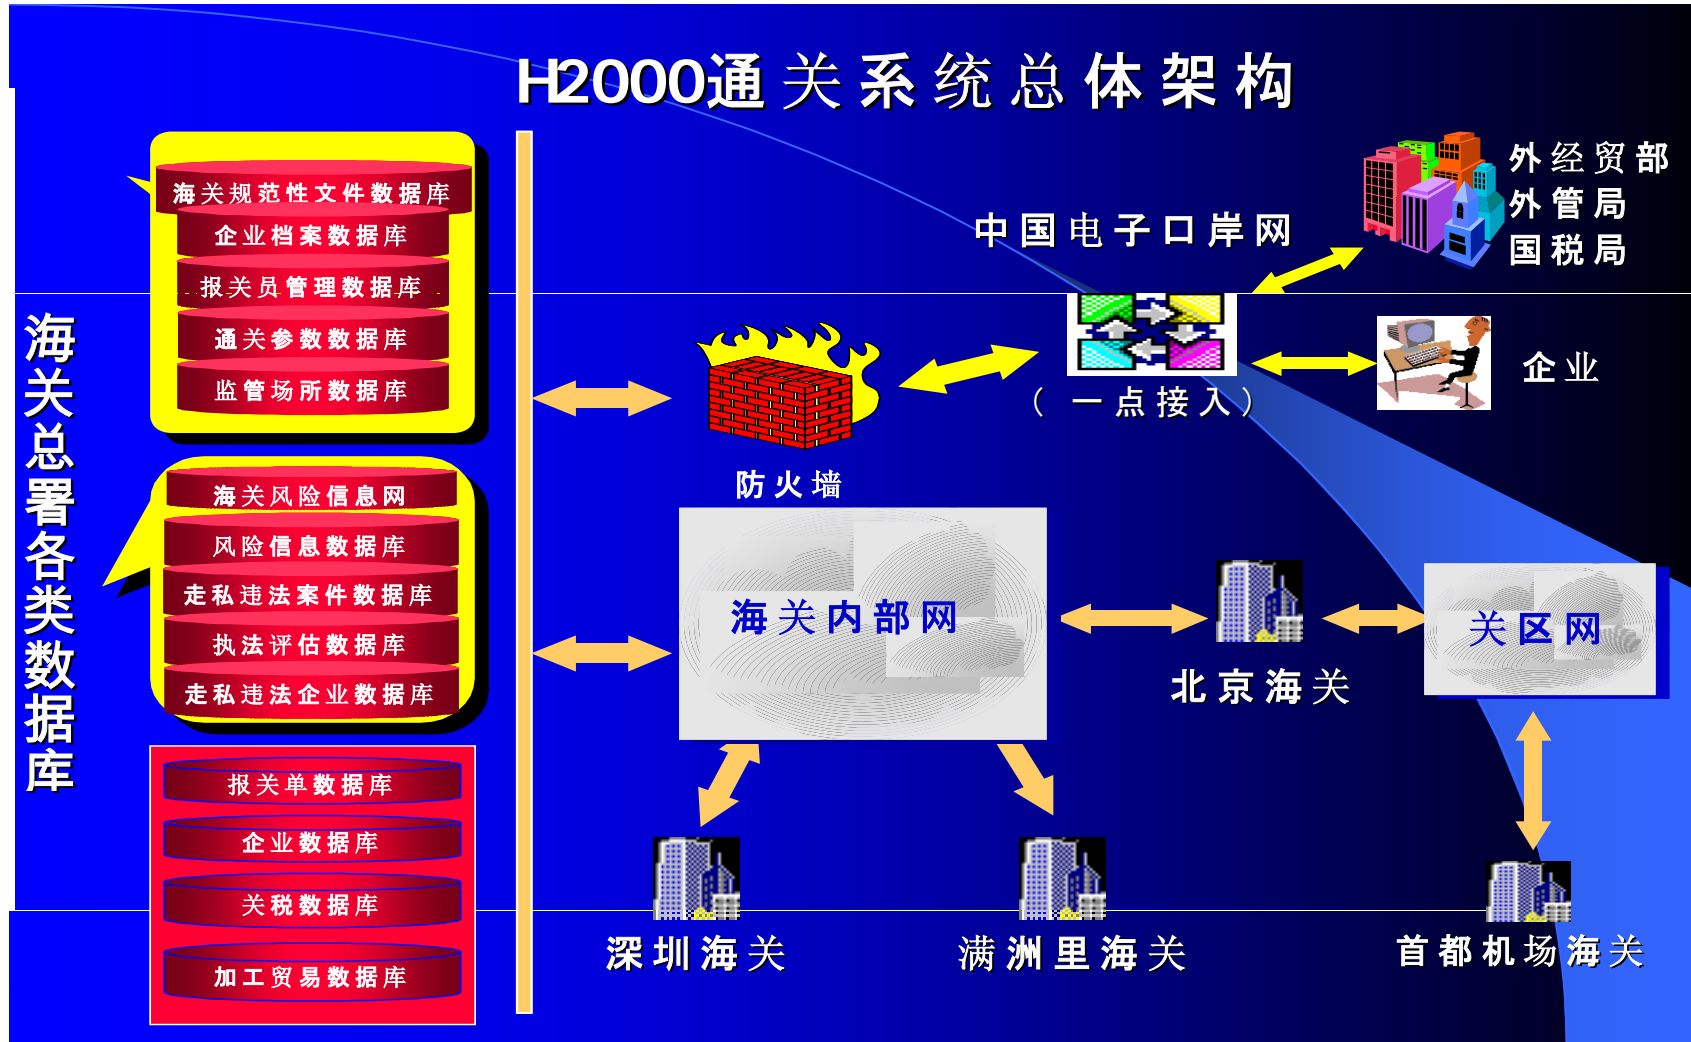 H2000通关系统总体架构
海关总署各类数据库
海关规范性文件数据库
企业档案数据库
报关员管理数据库
通关参数数据库
监管场所数据库
海关风险信息网
风险信息数据库
走私违法案件数据库
执法评估数据库
走私违法企业数据库
报关单数据库
企业数据库
关税数据库
加工贸易数据库
中国电子口岸网
(一点接入)
外经贸部
外管局
国税局
企业
防火墙
海关内部网
北京海关
关区网
深圳海关
满洲里海关
首都机场海关